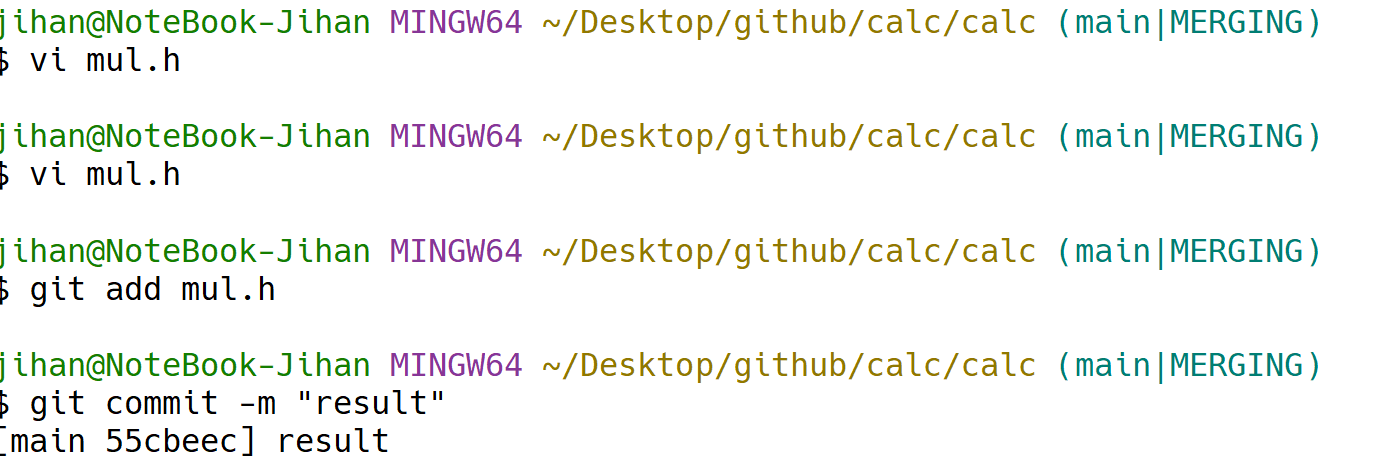 jihan@NoteBook-Jihan MINGW64 ~/Desktop/github/calc/calc (main|MERGING)
$ vi mul.h
jihan@NoteBook-Jihan MINGW64 ~/Desktop/github/calc/calc (main|MERGING)
$ vi mul.h
jihan@NoteBook-Jihan MINGW64 ~/Desktop/github/calc/calc (main|MERGING)
$ git add mul.h
jihan@NoteBook-Jihan MINGW64 ~/Desktop/github/calc/calc (main|MERGING)
$ git commit -m "result"
[main 55cbeec] result